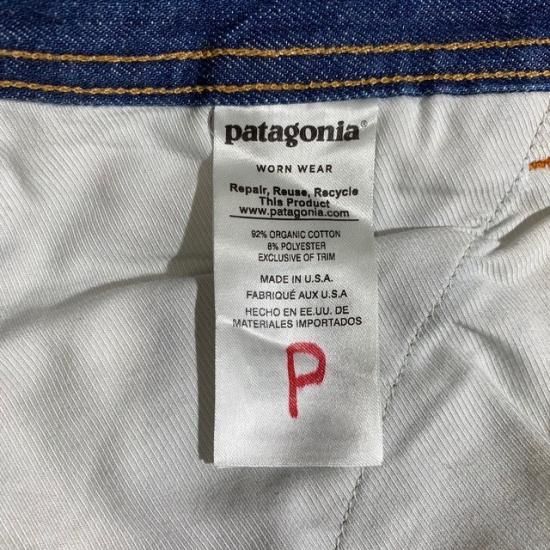 patagonia®
WORN WEAR
Repair, Reuse, Recycle
This Product
www.patagonia.com
92% ORGANIC COTTON
8% POLYESTER
EXCLUSIVE OF TRIM
MADE IN U.S.A.
FABRIQUÉ AUX U.S.A
HECHO EN EE.UU. DE
MATERIALES IMPORTADOS
P